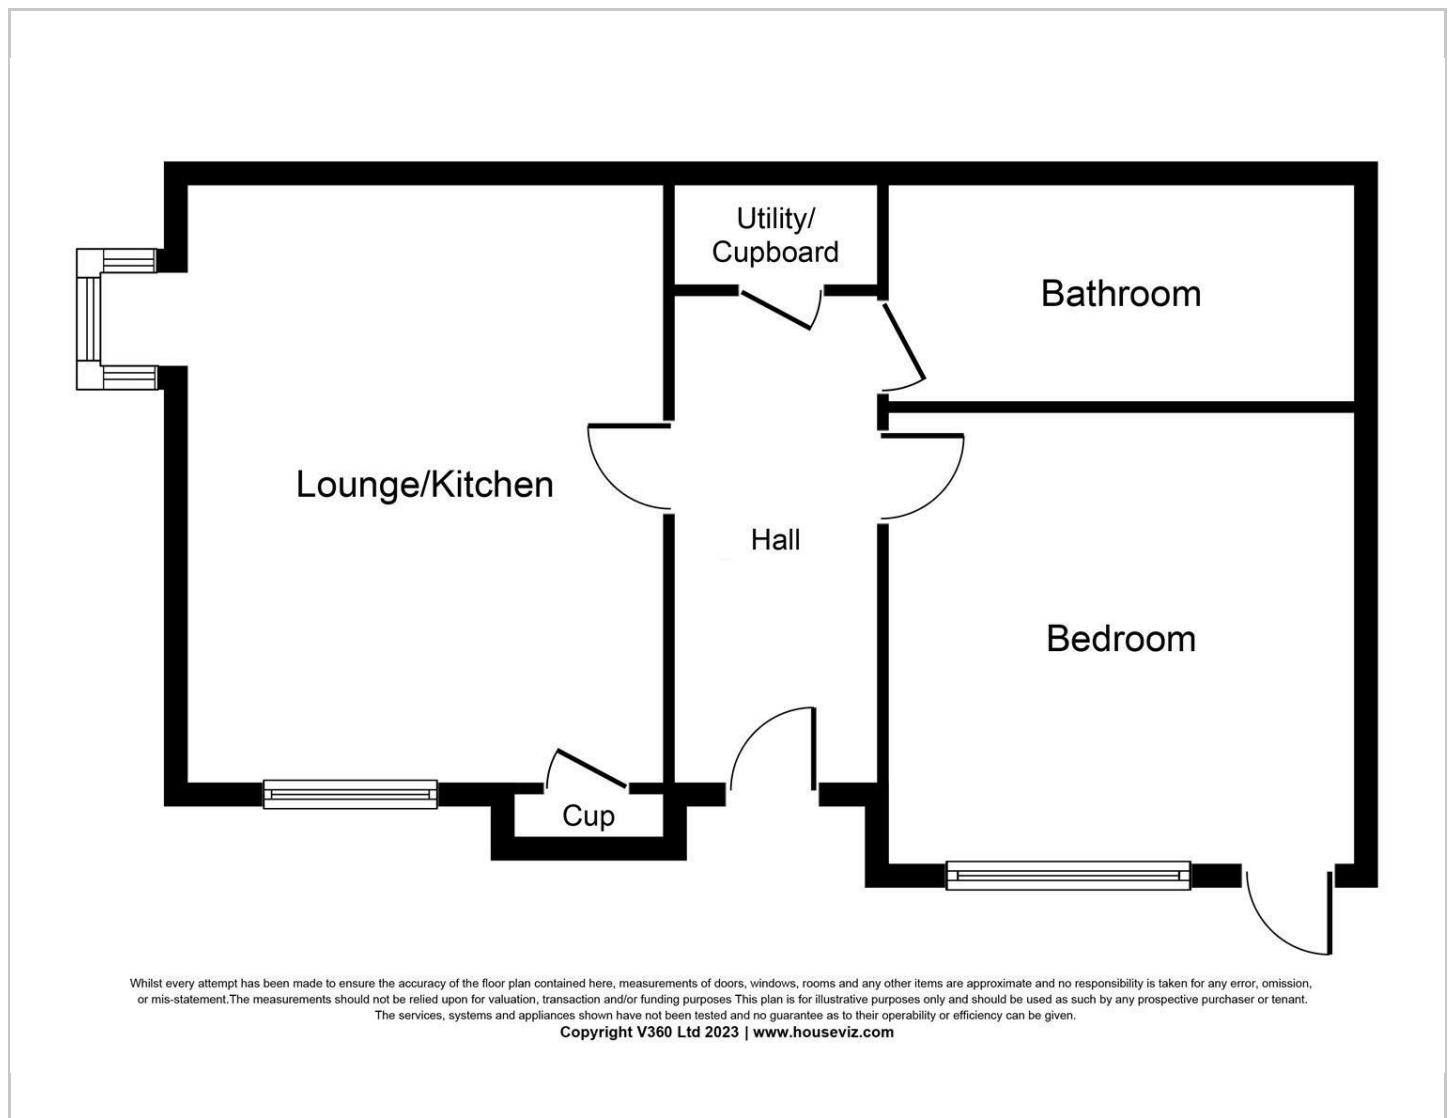 Utility/
Cupboard
Bathroom
Lounge/Kitchen
Hall
Bedroom
Cup
Whilst every attempt has been made to ensure the accuracy of the floor plan contained here, measurements of doors, windows, rooms and any other items are approximate and no responsibility is taken for any error, omission,
or mis-statement.The measurements should not be relied upon for valuation, transaction and/or funding purposes This plan is for illustrative purposes only and should be used as such by any prospective purchaser or tenant.
The services, systems and appliances shown have not been tested and no guarantee as to their operability or efficiency can be given.
Copyright V360 Ltd 2023 | www.houseviz.com